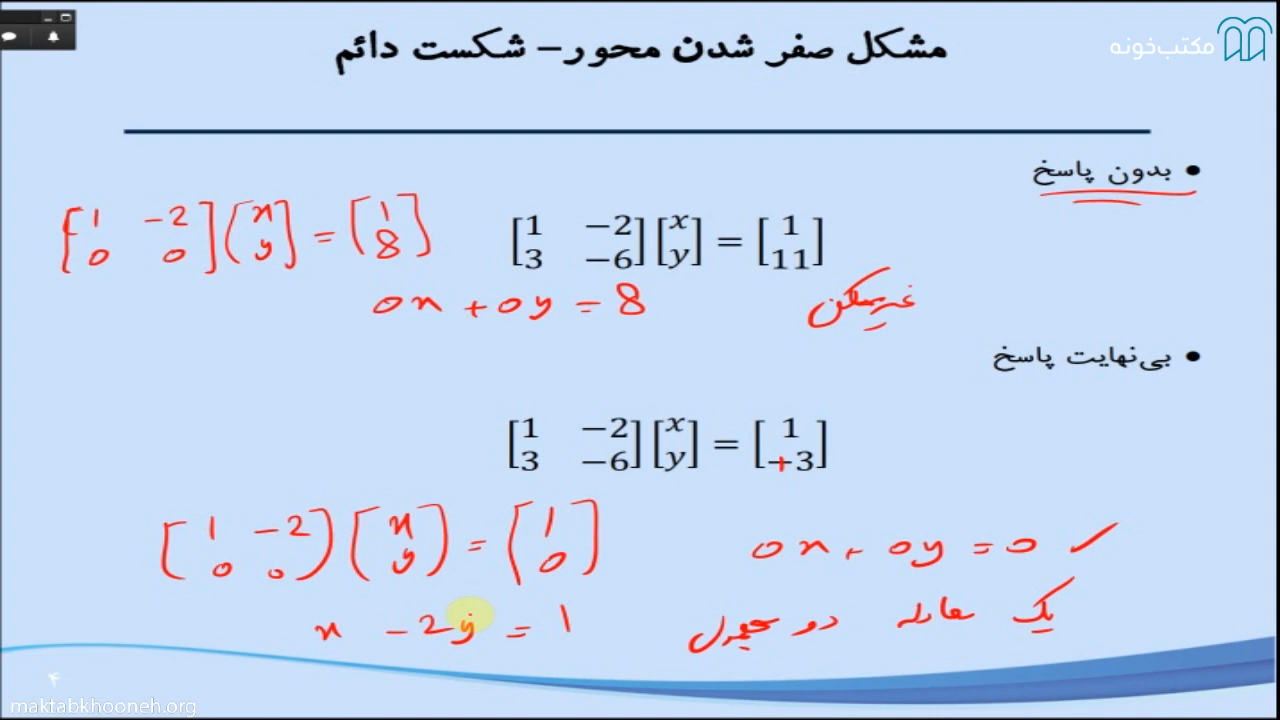 مکتب‌خونه
مشکل صفر شدن محور– شکست دائم
• بدون پاسخ
[1 -2; 0 0][x; y] = [1; 8]
[1 −2; 3 −6][x; y] = [1; 11]
0x + 0y = 8 غیرممکن
• بی‌نهایت پاسخ
[1 −2; 3 −6][x; y] = [1; +3]
[1 -2; 0 0][x; y] = [1; 0]
0x + 0y = 0 ✓
x - 2y = 1
یک معادله دو مجهول
۴
maktabkhooneh.org